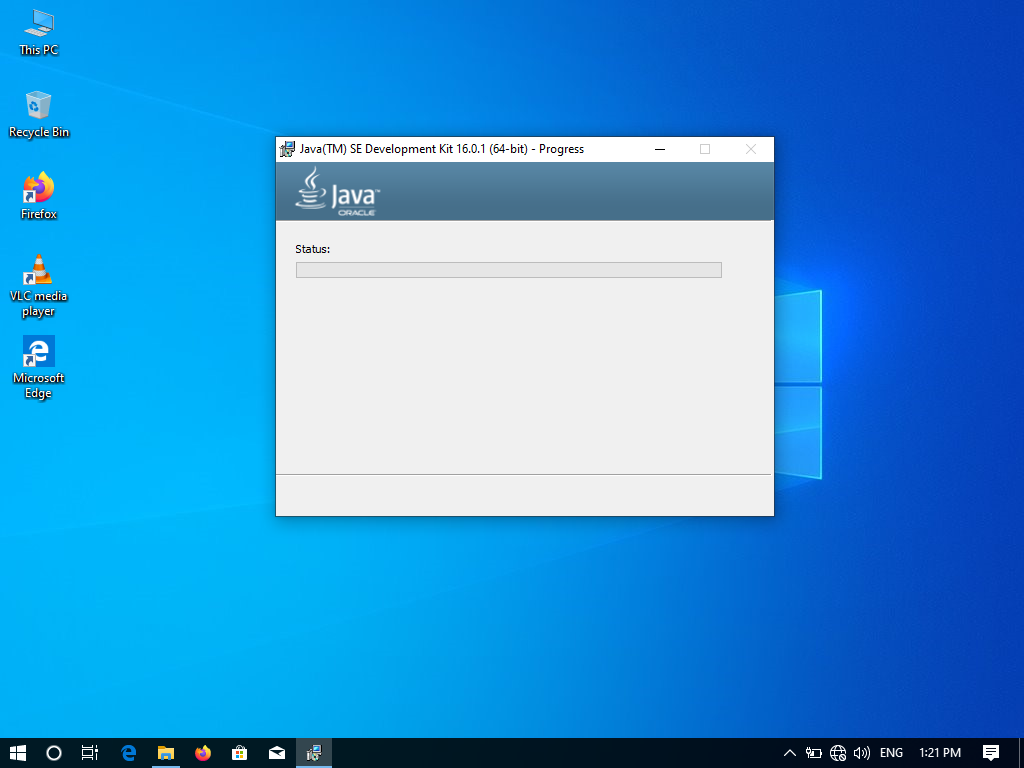 This PC
Recycle Bin
Firefox
VLC media
player
Microsoft
Edge
Java(TM) SE Development Kit 16.0.1 (64-bit) - Progress
Java™
ORACLE
Status:
ENG
1:21 PM